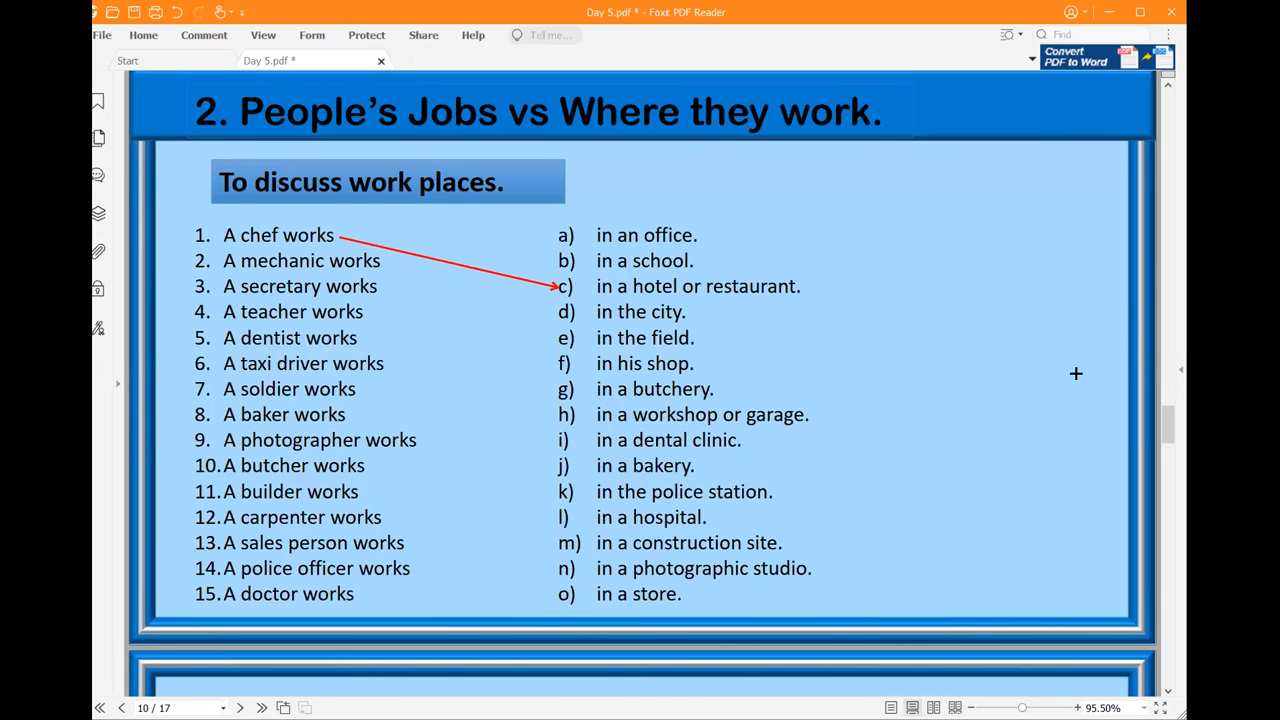 Day 5.pdf * - Foxit PDF Reader
File Home Comment View Form Protect Share Help Tell me... Find
Start Day 5.pdf * Convert PDF to Word
2. People's Jobs vs Where they work.
To discuss work places.
1. A chef works a) in an office.
2. A mechanic works b) in a school.
3. A secretary works c) in a hotel or restaurant.
4. A teacher works d) in the city.
5. A dentist works e) in the field.
6. A taxi driver works f) in his shop.
7. A soldier works g) in a butchery.
8. A baker works h) in a workshop or garage.
9. A photographer works i) in a dental clinic.
10. A butcher works j) in a bakery.
11. A builder works k) in the police station.
12. A carpenter works l) in a hospital.
13. A sales person works m) in a construction site.
14. A police officer works n) in a photographic studio.
15. A doctor works o) in a store.
10 / 17 95.50%